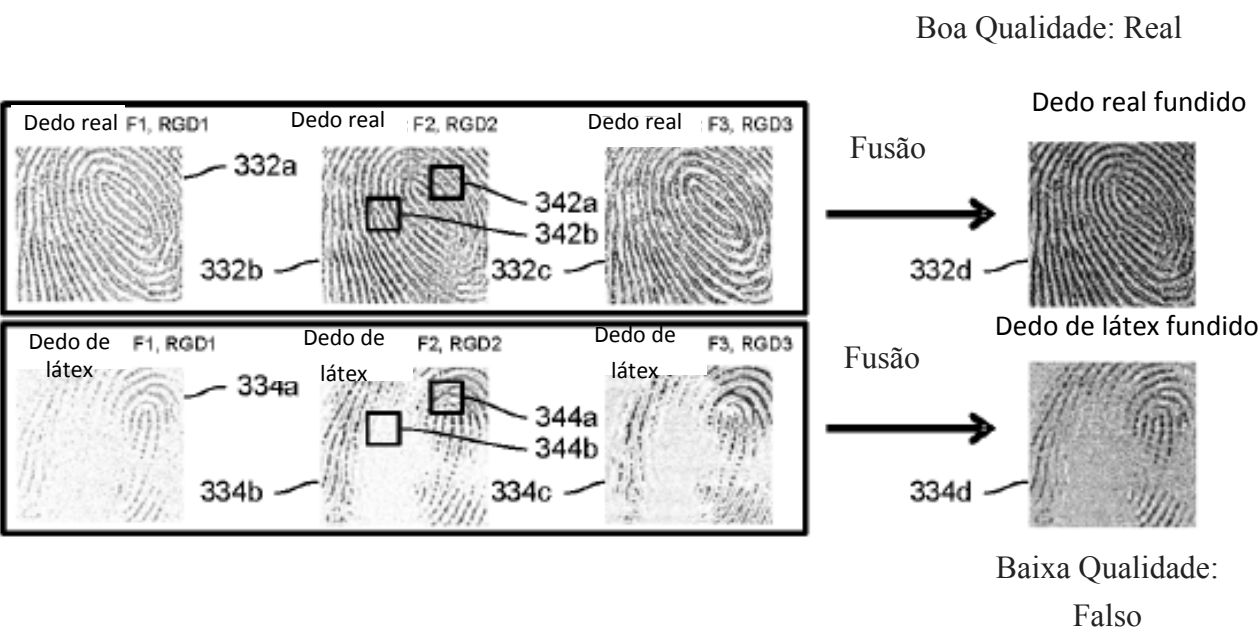 Boa Qualidade: Real
Dedo real F1, RGD1
Dedo real F2, RGD2
Dedo real F3, RGD3
Dedo real fundido
Fusão
332a
342a
342b
332b
332c
332d
Dedo de látex fundido
Dedo de
látex
F1, RGD1
Dedo de
látex
F2, RGD2
Dedo de
látex
F3, RGD3
Fusão
334a
344a
344b
334b
334c
334d
Baixa Qualidade:
Falso